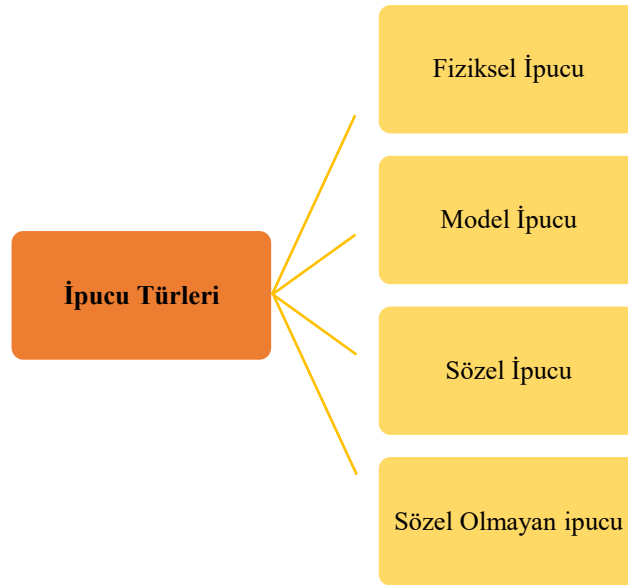 İpucu Türleri
Fiziksel İpucu
Model İpucu
Sözel İpucu
Sözel Olmayan ipucu